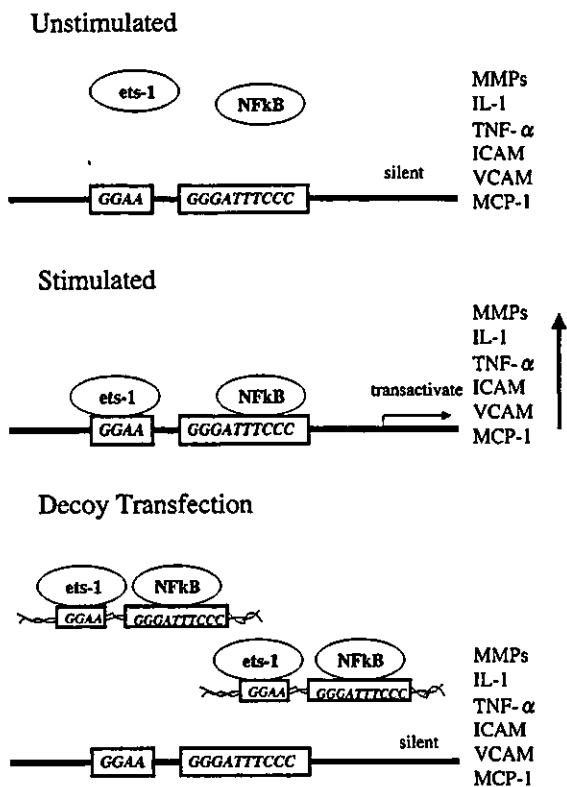 Unstimulated
ets-1
NFkB
MMPs
IL-1
TNF-α
ICAM
VCAM
MCP-1
silent
GGAA
GGGATTTCCC
Stimulated
ets-1
NFkB
MMPs
IL-1
TNF-α
ICAM
VCAM
MCP-1
transactivate
GGAA
GGGATTTCCC
Decoy Transfection
ets-1
NFkB
GGAA
GGGATTTCCC
ets-1
NFkB
GGAA
GGGATTTCCC
MMPs
IL-1
TNF-α
ICAM
VCAM
MCP-1
silent
GGAA
GGGATTTCCC